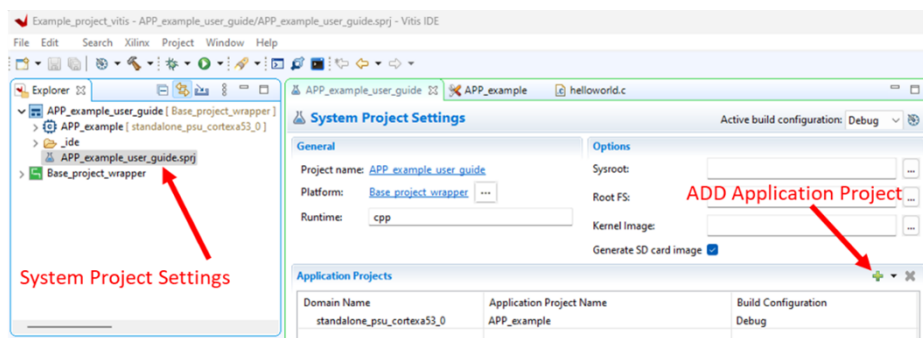 Example_project_vitis - APP_example_user_guide/APP_example_user_guide.sprj - Vitis IDE
File Edit Search Xilinx Project Window Help
Explorer
APP_example_user_guide [ Base_project_wrapper ]
APP_example [ standalone_psu_cortexa53_0 ]
_ide
APP_example_user_guide.sprj
Base_project_wrapper
System Project Settings
APP_example_user_guide APP_example helloworld.c
System Project Settings Active build configuration: Debug
General Options
Project name: APP_example_user_guide Sysroot: ...
Platform: Base_project_wrapper ... Root FS: ...
ADD Application Project
Runtime: cpp Kernel Image: ...
Generate SD card image
Application Projects
Domain Name Application Project Name Build Configuration
standalone_psu_cortexa53_0 APP_example Debug